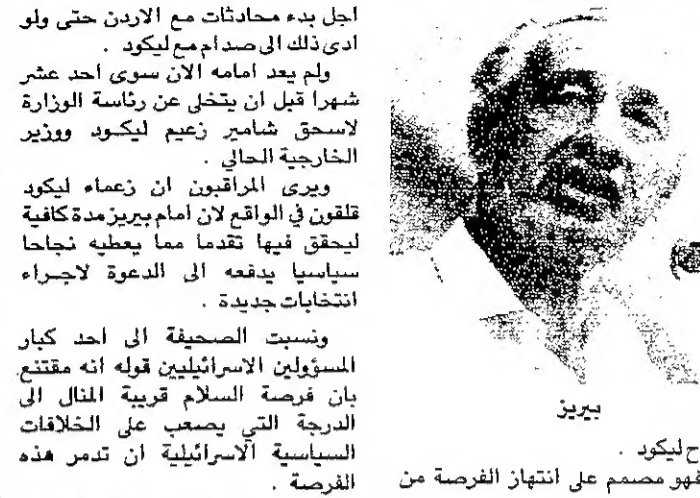 بيريز
ح ليكود .
فهو مصمم على انتهاز الفرصة من
اجل بدء محادثات مع الاردن حتى ولو
ادى ذلك الى صدام مع ليكود .
ولم يعد امامه الان سوى احد عشر
شهرا قبل ان يتخلى عن رئاسة الوزارة
لاسحق شامير زعيم ليكود ووزير
الخارجية الحالي .
ويرى المراقبون ان زعماء ليكود
قلقون في الواقع لان امام بيريز مدة كافية
ليحقق فيها تقدما مما يعطيه نجاحا
سياسيا يدفعه الى الدعوة لاجراء
انتخابات جديدة .
ونسبت الصحيفة الى احد كبار
المسؤولين الاسرائيليين قوله انه مقتنع
بان فرصة السلام قريبة المنال الى
الدرجة التي يصعب على الخلافات
السياسية الاسرائيلية ان تدمر هذه
الفرصة .